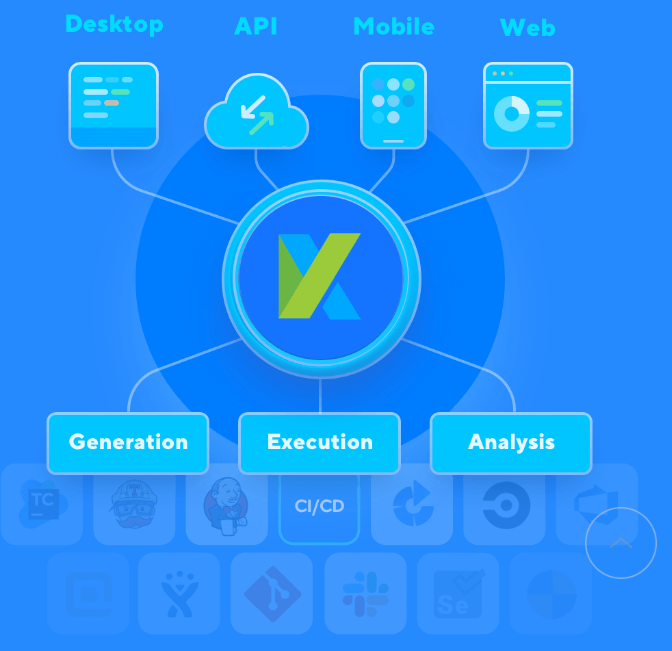 Desktop
API
Mobile
Web
Generation
Execution
Analysis
TC
CI/CD
Se